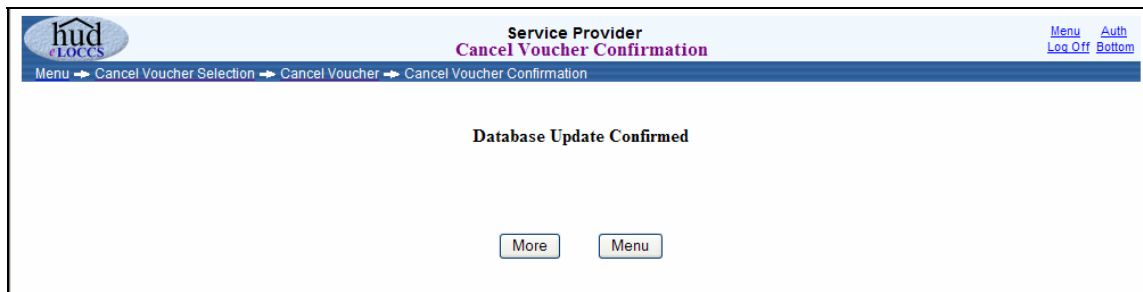 hud
eLOCCS
Service Provider
Cancel Voucher Confirmation
Menu Auth
Log Off Bottom
Menu → Cancel Voucher Selection → Cancel Voucher → Cancel Voucher Confirmation
Database Update Confirmed
More Menu